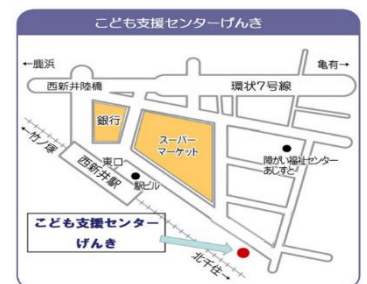 こども支援センターげんき
←鹿浜
亀有→
西新井陸橋
環状7号線
銀行
スーパー
マーケット
←竹ノ塚
西新井駅
東口
駅ビル
障がい福祉センター
あしすと
こども支援センター
げんき
北千住→